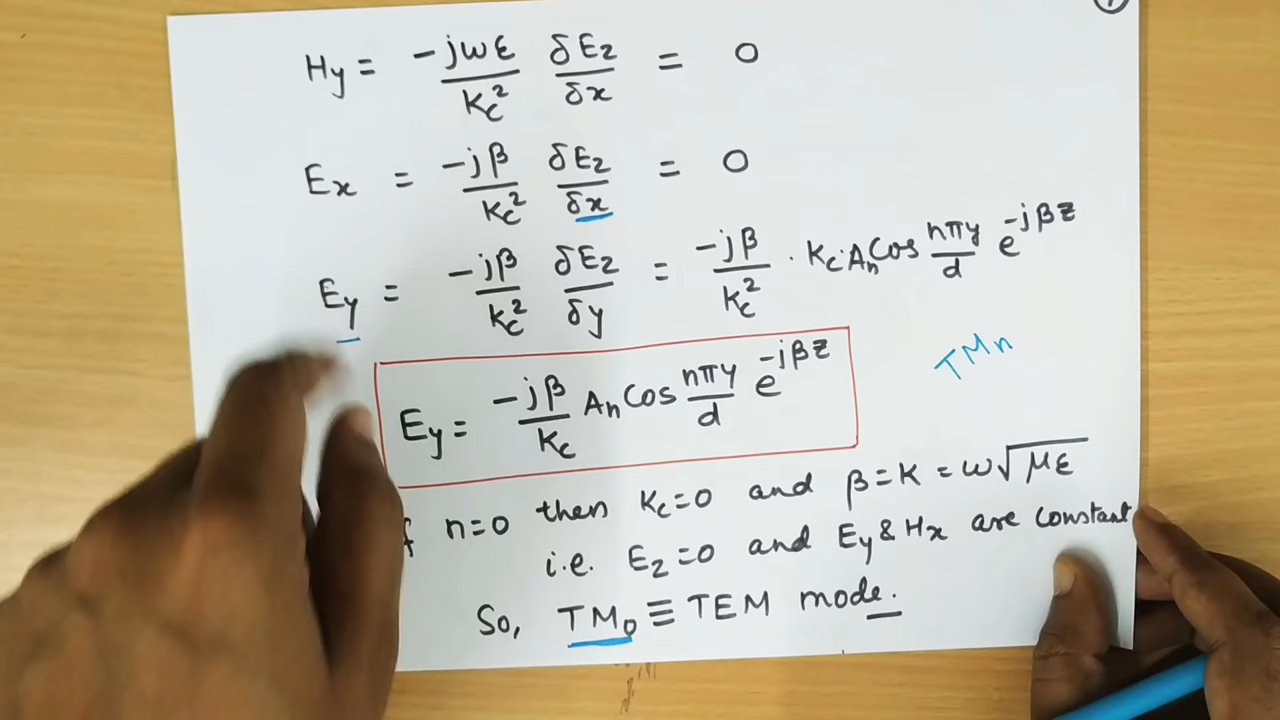 Hy = -jωε/Kc² δEz/δx = 0
Ex = -jβ/Kc² δEz/δx = 0
Ey = -jβ/Kc² δEz/δy = -jβ/Kc² · Kc·An Cos nπy/d e^-jβz
TMn
Ey = -jβ/Kc An Cos nπy/d e^-jβz
n=0 then Kc=0 and β=K=ω√με
i.e. Ez=0 and Ey & Hx are constant
So, TM₀ ≡ TEM mode.